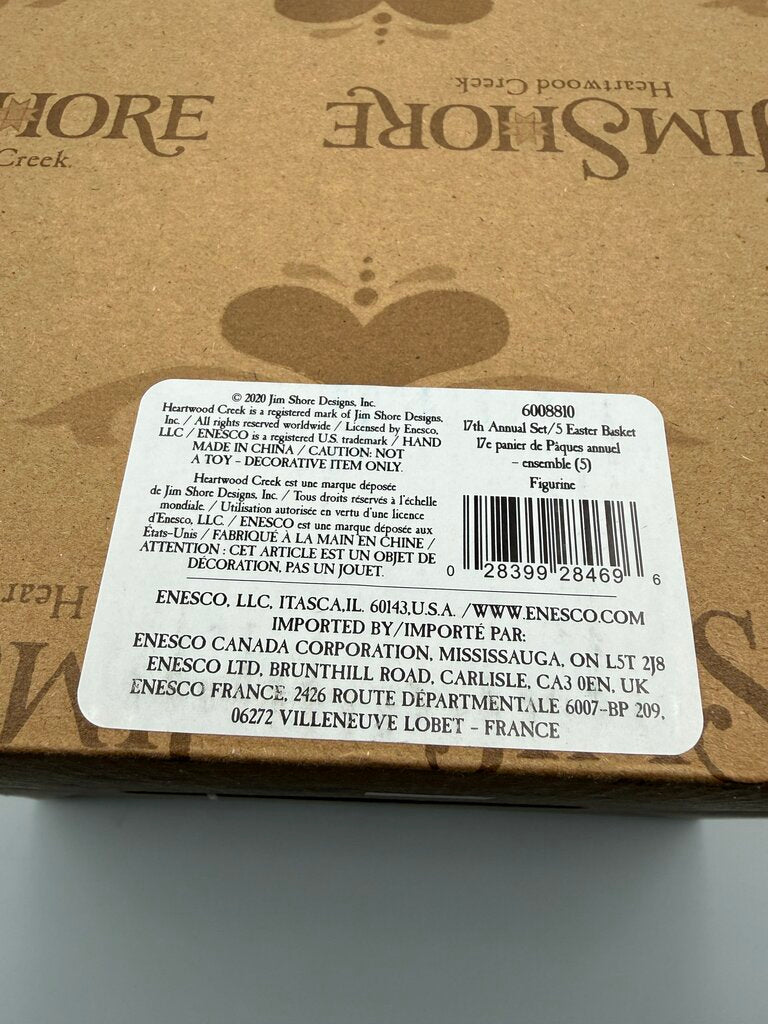 Heartwood Creek.
SHORE
JIM SHORE
Creek.
© 2020 Jim Shore Designs, Inc.
Heartwood Creek is a registered mark of Jim Shore Designs,
Inc. / All rights reserved worldwide / Licensed by Enesco,
LLC / ENESCO is a registered U.S. trademark / HAND
MADE IN CHINA / CAUTION: NOT
A TOY - DECORATIVE ITEM ONLY.
Heartwood Creek est une marque déposée
de Jim Shore Designs, Inc. / Tous droits réservés à l'échelle
mondiale. / Utilisation autorisée en vertu d'une licence
d'Enesco, LLC. / ENESCO est une marque déposée aux
États-Unis / FABRIQUÉ À LA MAIN EN CHINE /
ATTENTION : CET ARTICLE EST UN OBJET DE
DÉCORATION, PAS UN JOUET.
6008810
17th Annual Set/5 Easter Basket
17e panier de Pâques annuel
- ensemble (5)
Figurine
0 28399 28469 6
ENESCO, LLC, ITASCA,IL. 60143,U.S.A. /WWW.ENESCO.COM
IMPORTED BY/IMPORTÉ PAR:
ENESCO CANADA CORPORATION, MISSISSAUGA, ON L5T 2J8
ENESCO LTD, BRUNTHILL ROAD, CARLISLE, CA3 0EN, UK
ENESCO FRANCE, 2426 ROUTE DÉPARTMENTALE 6007-BP 209,
06272 VILLENEUVE LOBET - FRANCE